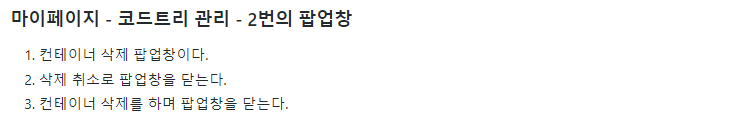 마이페이지 - 코드트리 관리 - 2번의 팝업창
1. 컨테이너 삭제 팝업창이다.
2. 삭제 취소로 팝업창을 닫는다.
3. 컨테이너 삭제를 하며 팝업창을 닫는다.